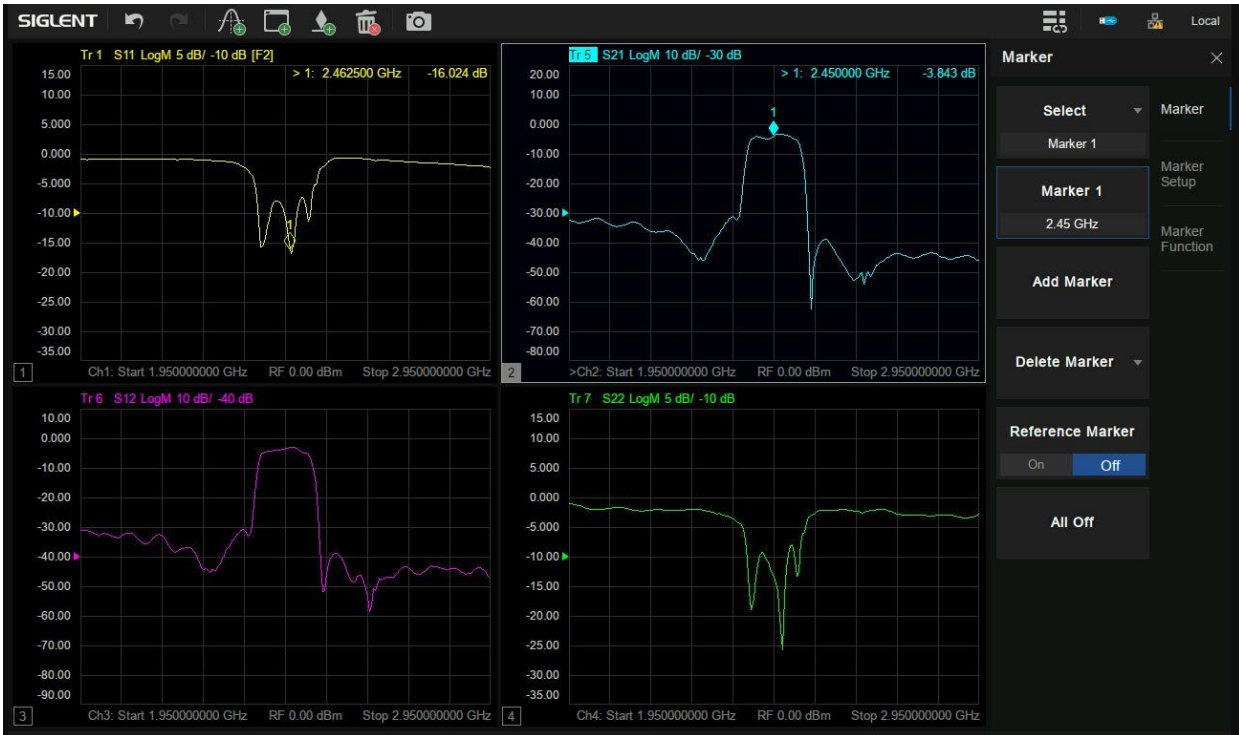 SIGLENT
Local
Tr 1 S11 LogM 5 dB/ -10 dB [F2]
> 1: 2.462500 GHz -16.024 dB
15.00
10.00
5.000
0.000
-5.000
-10.00
-15.00
-20.00
-25.00
-30.00
-35.00
1
Ch1: Start 1.950000000 GHz RF 0.00 dBm Stop 2.950000000 GHz
Tr 5 S21 LogM 10 dB/ -30 dB
> 1: 2.450000 GHz -3.843 dB
20.00
10.00
0.000
-10.00
-20.00
-30.00
-40.00
-50.00
-60.00
-70.00
-80.00
1
2
>Ch2: Start 1.950000000 GHz RF 0.00 dBm Stop 2.950000000 GHz
Tr 6 S12 LogM 10 dB/ -40 dB
10.00
0.000
-10.00
-20.00
-30.00
-40.00
-50.00
-60.00
-70.00
-80.00
-90.00
3
Ch3: Start 1.950000000 GHz RF 0.00 dBm Stop 2.950000000 GHz
Tr 7 S22 LogM 5 dB/ -10 dB
15.00
10.00
5.000
0.000
-5.000
-10.00
-15.00
-20.00
-25.00
-30.00
-35.00
4
Ch4: Start 1.950000000 GHz RF 0.00 dBm Stop 2.950000000 GHz
Marker
Select
Marker 1
Marker 1
2.45 GHz
Add Marker
Delete Marker
Reference Marker
On Off
All Off
Marker
Marker
Setup
Marker
Function